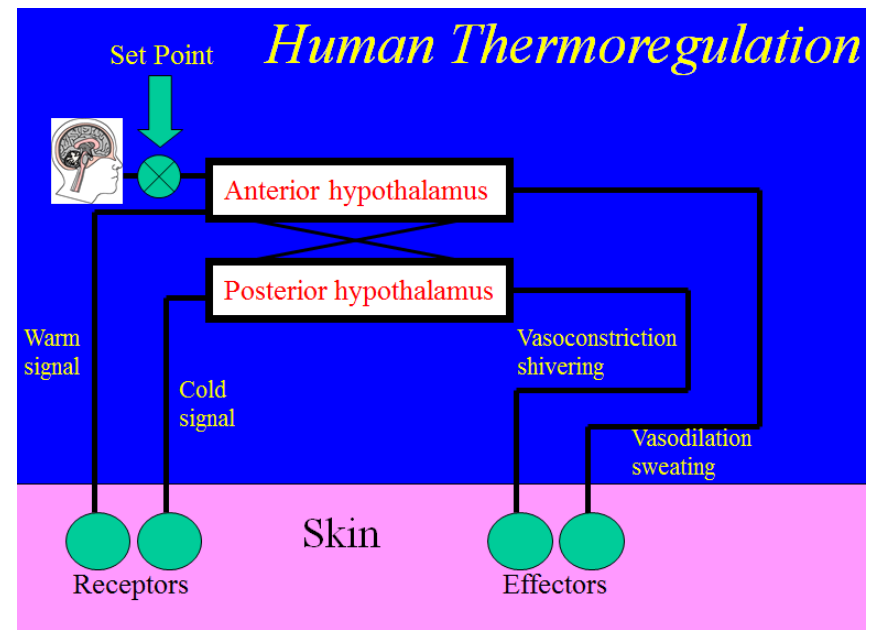 Human Thermoregulation
Set Point
Anterior hypothalamus
Posterior hypothalamus
Warm
signal
Cold
signal
Vasoconstriction
shivering
Vasodilation
sweating
Skin
Receptors
Effectors